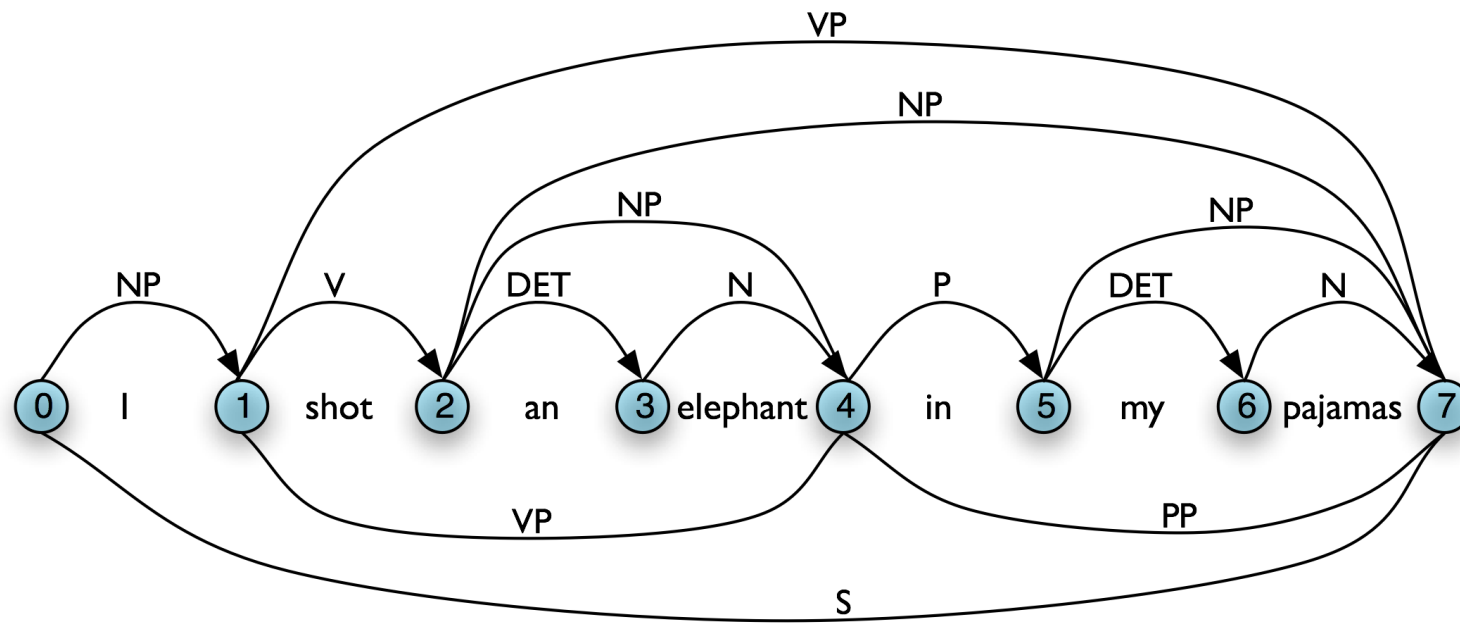 VP
NP
NP NP
NP V DET N P DET N
0 I 1 shot 2 an 3 elephant 4 in 5 my 6 pajamas 7
VP PP
S